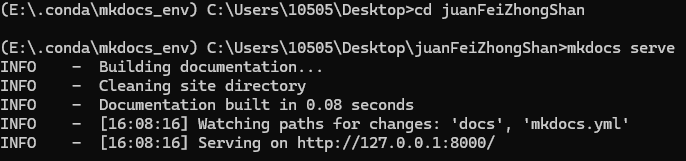 (E:\.conda\mkdocs_env) C:\Users\10505\Desktop>cd juanFeiZhongShan
(E:\.conda\mkdocs_env) C:\Users\10505\Desktop\juanFeiZhongShan>mkdocs serve
INFO    -  Building documentation...
INFO    -  Cleaning site directory
INFO    -  Documentation built in 0.08 seconds
INFO    -  [16:08:16] Watching paths for changes: 'docs', 'mkdocs.yml'
INFO    -  [16:08:16] Serving on http://127.0.0.1:8000/